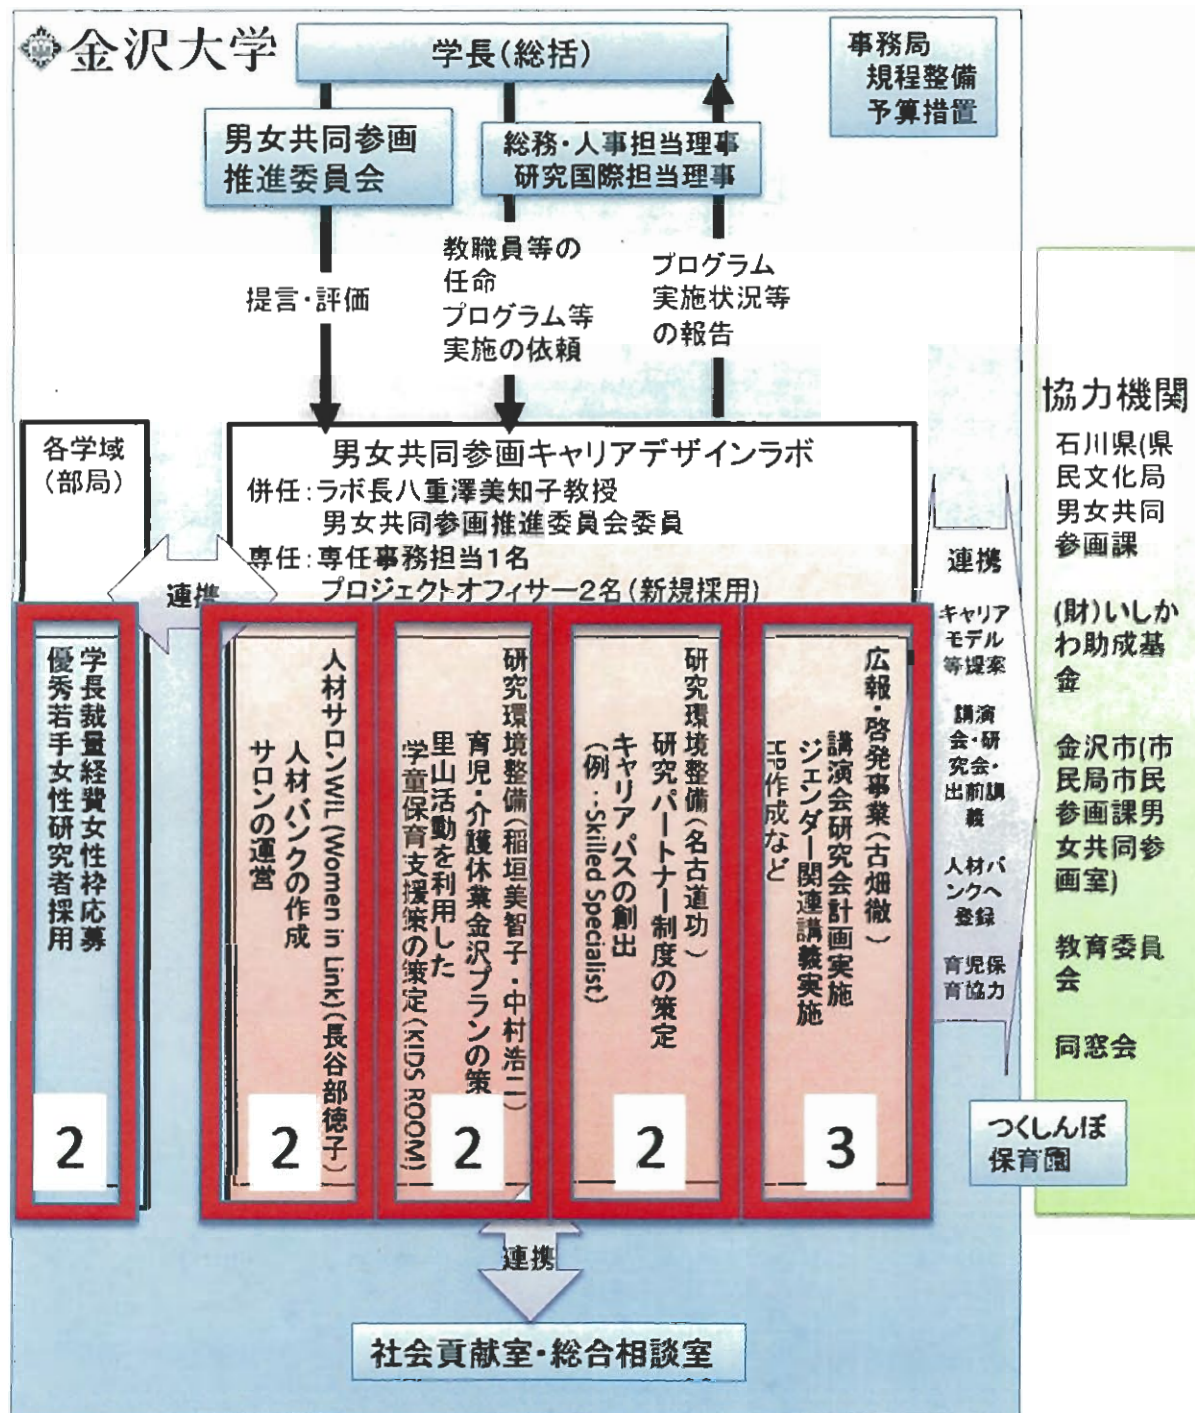 金沢大学
学長(総括)
事務局
規程整備
予算措置
男女共同参画
推進委員会
総務・人事担当理事
研究国際担当理事
提言・評価
教職員等の
任命
プログラム等
実施の依頼
プログラム
実施状況等
の報告
各学域
(部局)
男女共同参画キャリアデザインラボ
併任:ラボ長八重澤美知子教授
男女共同参画推進委員会委員
専任:専任事務担当1名
プロジェクトオフィサー2名(新規採用)
連携
学長裁量経費女性枠応募
優秀若手女性研究者採用
2
人材サロンWIL(Women in Link)(長谷部徳子)
人材バンクの作成
サロンの運営
2
研究環境整備(稲垣美智子・中村浩二)
育児・介護休業金沢プランの策
里山活動を利用した
学童保育支援策の策定(KIDS ROOM)
2
研究環境整備(名古道功)
研究パートナー制度の策定
キャリアパスの創出
(例:Skilled Specialist)
2
広報・啓発事業(古畑徹)
講演会研究会計画実施
ジェンダー関連講義実施
HP作成など
3
連携
キャリア
モデル
等提案
講演
会・研
究会・
出前講
義
人材バ
ンクへ
登録
育児保
育協力
協力機関
石川県(県
民文化局
男女共同
参画課
(財)いしか
わ助成基
金
金沢市(市
民局市民
参画課男
女共同参
画室)
教育委員
会
同窓会
つくしんぼ
保育園
連携
社会貢献室・総合相談室